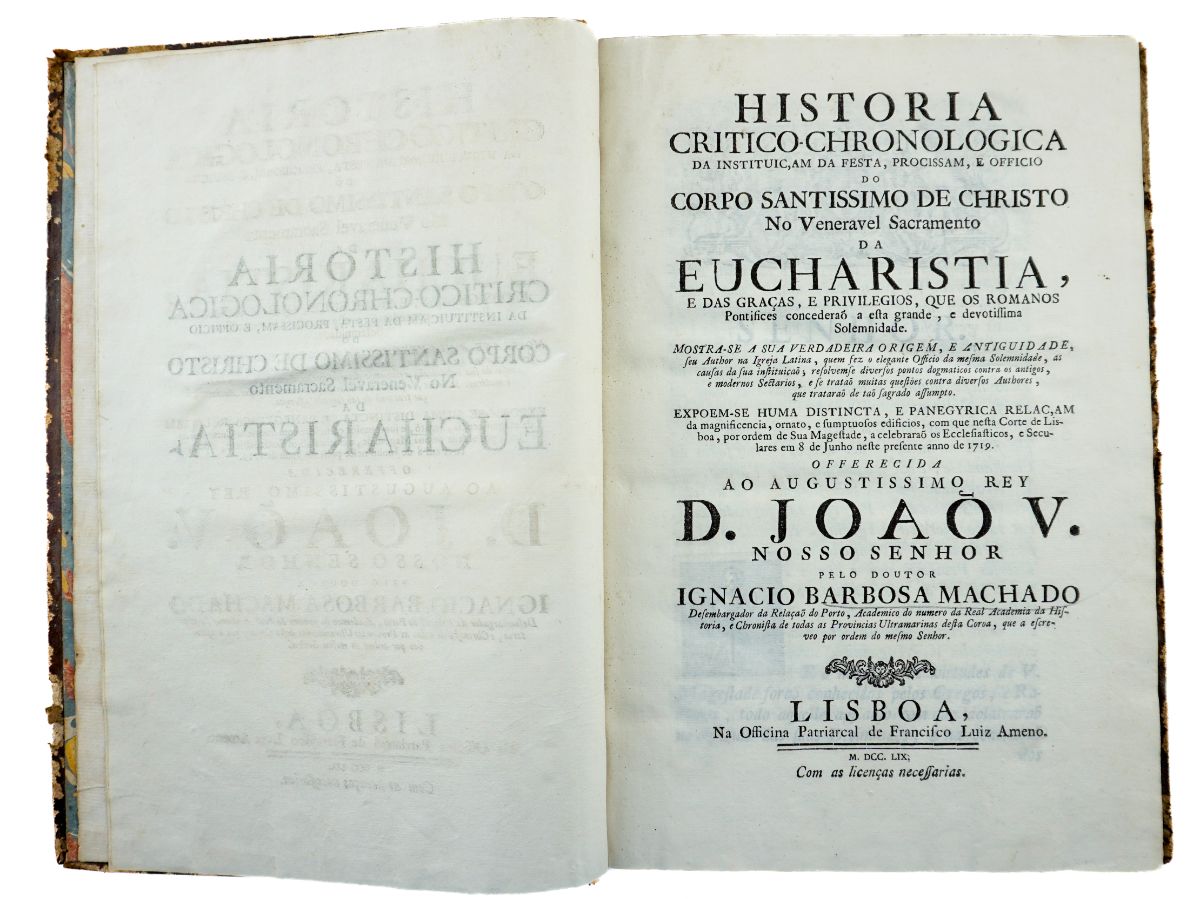 HISTORIA
CRITICO-CHRONOLOGICA
DA INSTITUIC,AM DA FESTA, PROCISSAM, E OFFICIO
DO
CORPO SANTISSIMO DE CHRISTO
No Veneravel Sacramento
DA
EUCHARISTIA,
E DAS GRAÇAS, E PRIVILEGIOS, QUE OS ROMANOS
Pontifices concederaõ a eſta grande, e devotiſſima
Solemnidade.
MOSTRA-SE A SUA VERDADEIRA ORIGEM, E ANTIGUIDADE,
ſeu Author na Igreja Latina, quem fez o elegante Officio da meſma Solemnidade, as
cauſas da ſua inſtituicaõ; reſolvemſe diverſos pontos dogmaticos contra os antigos,
e modernos Sectarios, e ſe trataõ muitas queſtões contra diverſos Authores,
que trataraõ de taõ ſagrado aſſumpto.
EXPOEM-SE HUMA DISTINCTA, E PANEGYRICA RELAC,AM
da magnificencia, ornato, e ſumptuoſos edificios, com que neſta Corte de Lis-
boa, por ordem de Sua Mageſtade, a celebraraõ os Eccleſiaſticos, e Secu-
lares em 8 de Junho neſte preſente anno de 1719.
OFFERECIDA
AO AUGUSTISSIMO REY
D. JOAÕ V.
NOSSO SENHOR
PELO DOUTOR
IGNACIO BARBOSA MACHADO
Deſembargador da Relaçaõ do Porto, Academico do numero da Real Academia da Hiſ-
toria, e Chroniſta de todas as Provincias Ultramarinas deſta Coroa, que a eſcre-
veo por ordem do meſmo Senhor.
LISBOA,
Na Officina Patriarcal de Franciſco Luiz Ameno.
M. DCC. LIX;
Com as licenças neceſſarias.